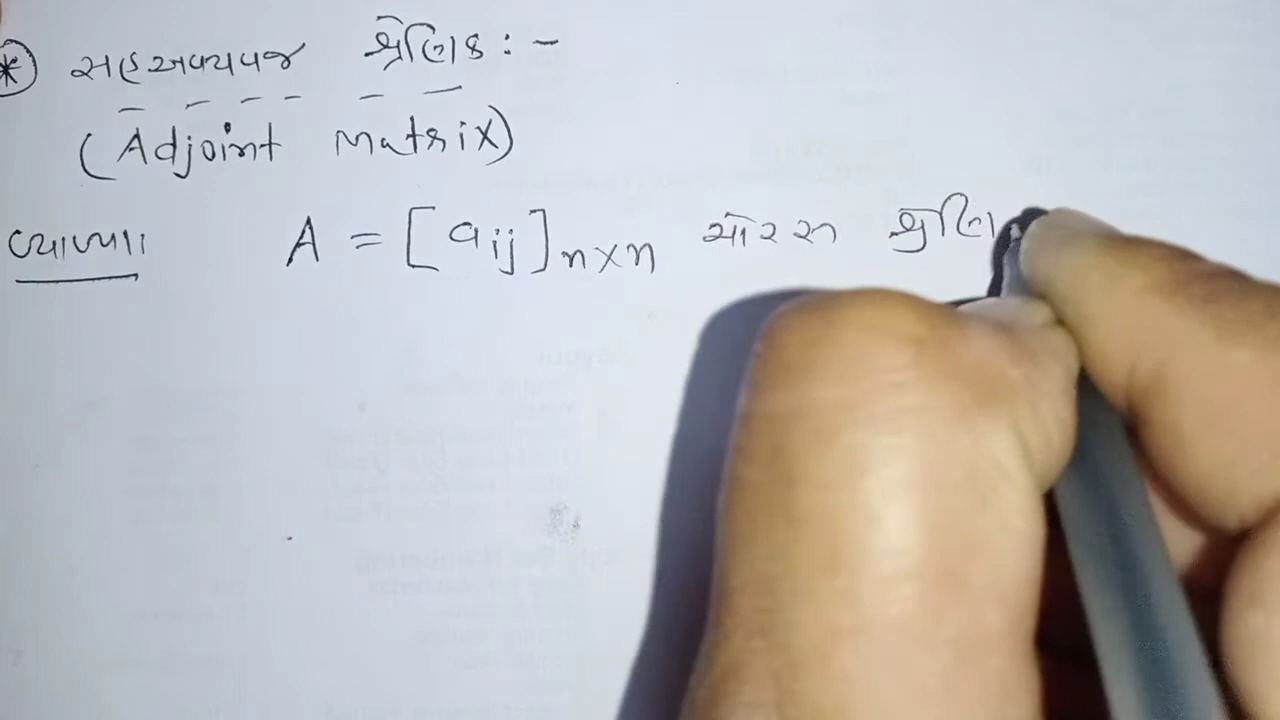 * સહઅવયવજ શ્રેણિક :-
(Adjoint Matrix)
વ્યાખ્યા A = [aij]n×n ચોરસ શ્રેણિ